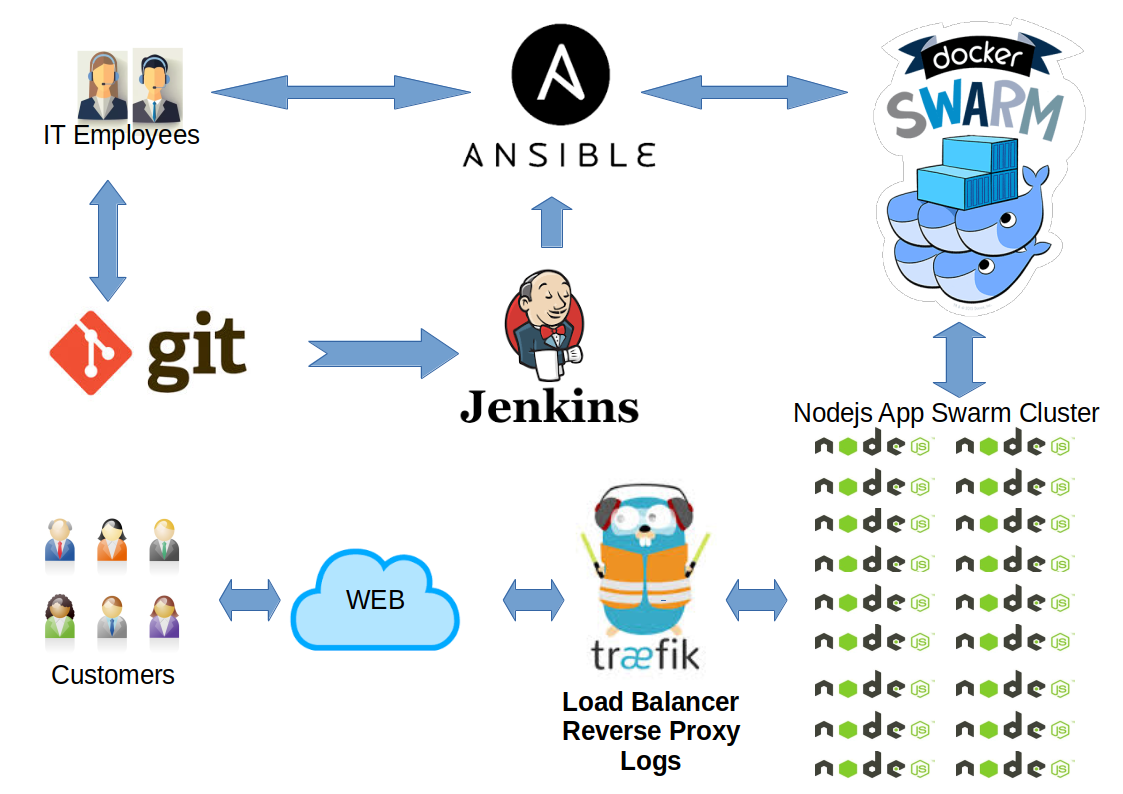 IT Employees
ANSIBLE
docker
SWARM
git
Jenkins
Nodejs App Swarm Cluster
node JS node JS
node JS node JS
node JS node JS
node JS node JS
node JS node JS
node JS node JS
node JS node JS
node JS node JS
node JS node JS
Customers
WEB
træfik
Load Balancer
Reverse Proxy
Logs